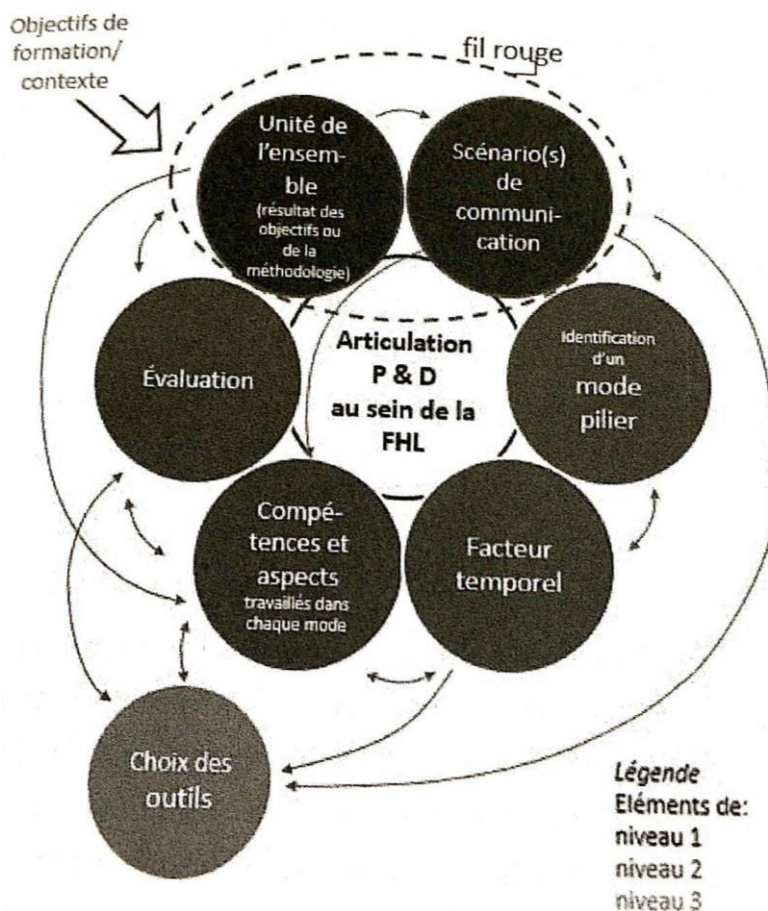 Objectifs de
formation/
contexte
fil rouge
Unité de
l'ensem-
ble
(résultat des
objectifs ou
de la
méthodologie)
Scénario(s)
de
communi-
cation
Évaluation
Articulation
P & D
au sein de la
FHL
Identification
d'un
mode
pilier
Compé-
tences et
aspects
travaillés dans
chaque mode
Facteur
temporel
Choix des
outils
Légende
Eléments de:
niveau 1
niveau 2
niveau 3